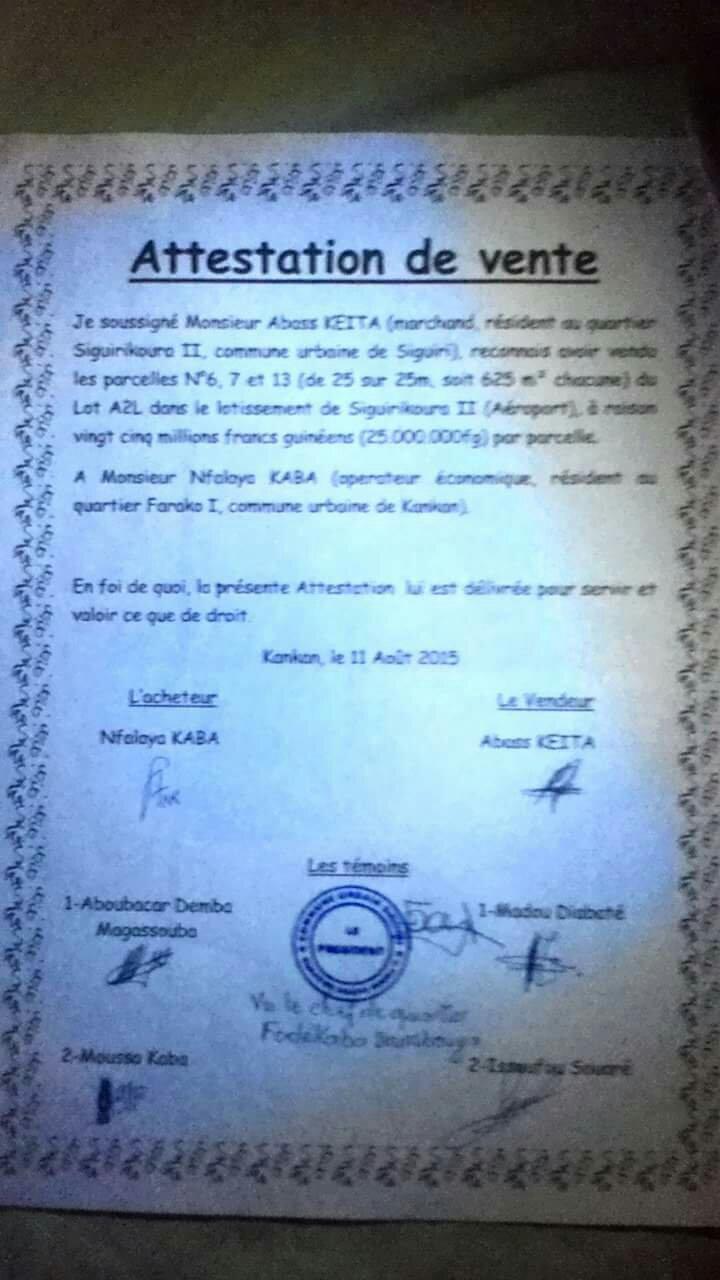 Attestation de vente
Je soussigné Monsieur Abass KEITA (marchand, résident au quartier
Siguirikoura II, commune urbaine de Siguiri), reconnais avoir vendu
les parcelles N°6, 7 et 13 (de 25 sur 25m, soit 625 m² chacune) du
Lot A2L dans le lotissement de Siguirikoura II (Aéroport), à raison
vingt cinq millions francs guinéens (25.000.000fg) par parcelle.
A Monsieur Nfalaye KABA (operateur économique, résident au
quartier Farako I, commune urbaine de Kankan).
En foi de quoi, la présente Attestation lui est délivrée pour servir et
valoir ce que de droit.
Kankan, le 11 Août 2015
L'acheteur Le Vendeur
Nfalaye KABA Abass KEITA
Les témoins
1-Aboubacar Demba 1-Madou Diabaté
Magassouba
LE
PRESIDENT
Vu le chef de quartier
2-Moussa Kaba 2-Issoufou Souaré